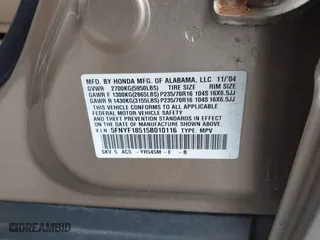 MFD. BY HONDA MFG. OF ALABAMA, LLC 11/04
GVWR 2700KG(5950LBS) TIRE SIZE RIM SIZE
GAWR F 1300KG(2865LBS) P235/70R16 104S 16X6.5JJ
GAWR R 1430KG(3155LBS) P235/70R16 104S 16X6.5JJ
THIS VEHICLE CONFORMS TO ALL APPLICABLE
FEDERAL MOTOR VEHICLE SAFETY AND THEFT
PREVENTION STANDARDS IN EFFECT ON THE DATE
OF MANUFACTURE SHOWN ABOVE.
V.I.N. 5FNYF18515B010116 TYPE: MPV
SKV 5 AC5 -YR545M-E -B